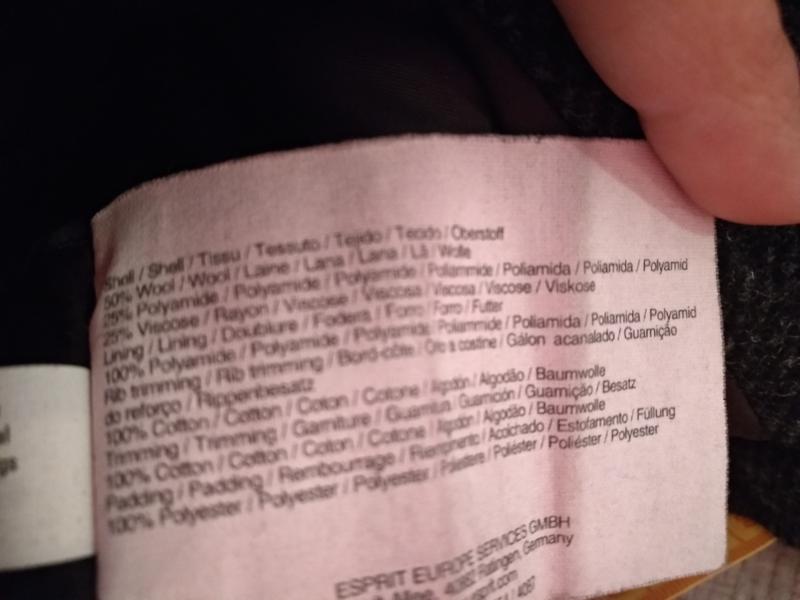 Shell / Shell / Tissu / Tessuto / Tejido / Tecido / Oberstoff
50% Wool / Wool / Laine / Lana / Lana / Lã / Wolle
25% Polyamide / Polyamide / Polyamide / Poliammide / Poliamida / Poliamida / Polyamid
25% Viscose / Rayon / Viscose / Viscosa / Viscosa / Viscose / Viskose
Lining / Lining / Doublure / Fodera / Forro / Forro / Futter
100% Polyamide / Polyamide / Polyamide / Poliammide / Poliamida / Poliamida / Polyamid
Rib trimming / Rib trimming / Bord-côte / a costine / Galon acanalado / Guarnição
do reforço / Rippenbesatz
100% Cotton / Cotton / Coton / Cotone / Algodón / Algodão / Baumwolle
Trimming / Trimming / Garniture / Guarnición / Guarnição / Besatz
100% Cotton / Cotton / Coton / Cotone / Algodón / Algodão / Baumwolle
Padding / Padding / Rembourrage / Acolchado / Estofamento / Füllung
100% Polyester / Polyester / Polyester / Poliestere / Poliéster / Poliéster / Polyester
ESPRIT EUROPE SERVICES GMBH
Allee, Ratingen, Germany